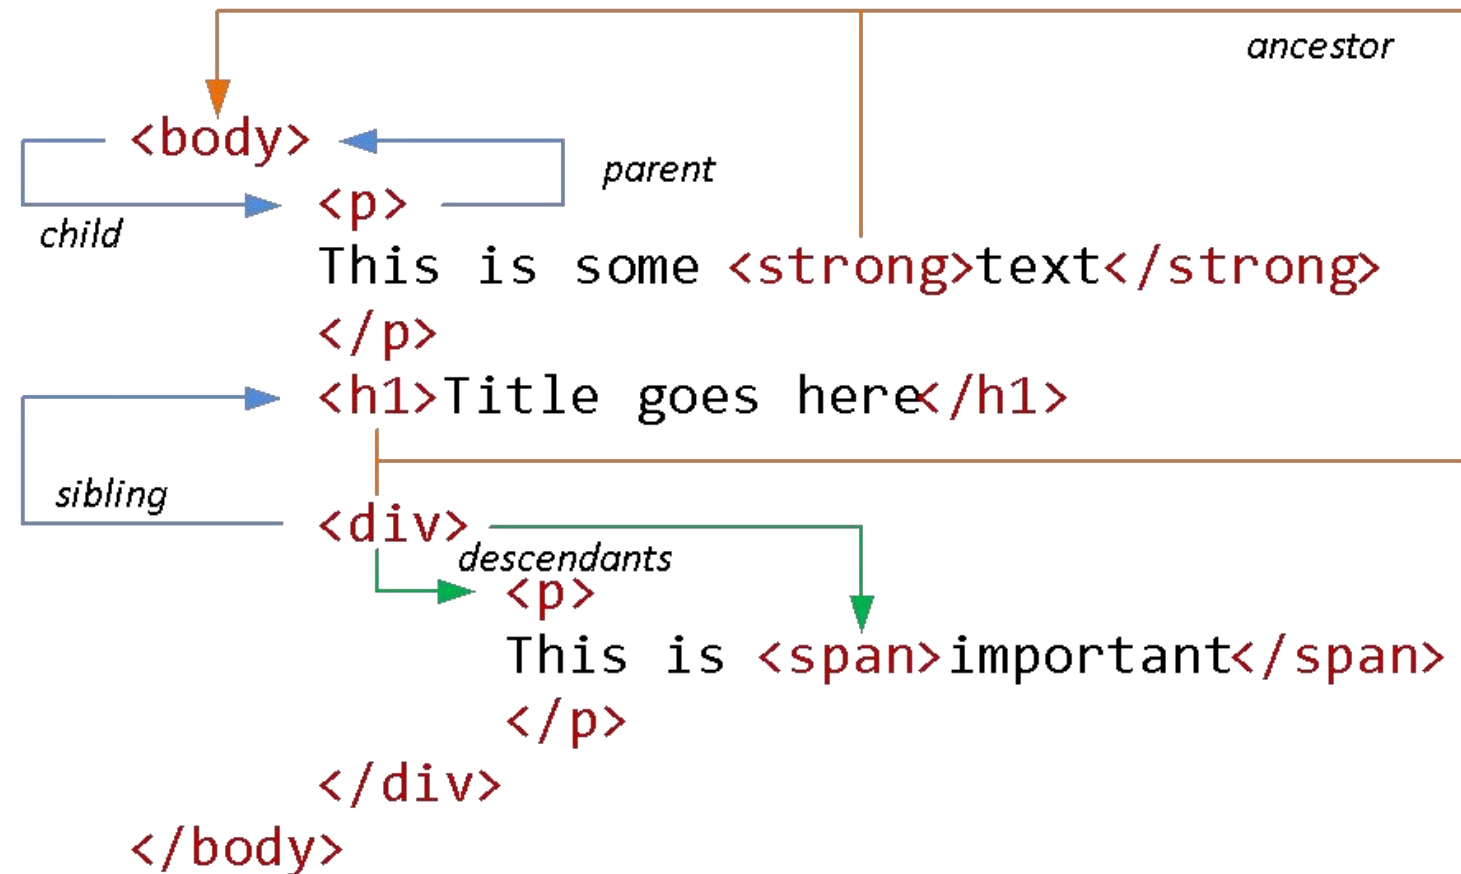 ancestor
<body>
parent
<p>
child
This is some <strong>text</strong>
</p>
<h1>Title goes here</h1>
sibling
<div>
descendants
<p>
This is <span>important</span>
</p>
</div>
</body>